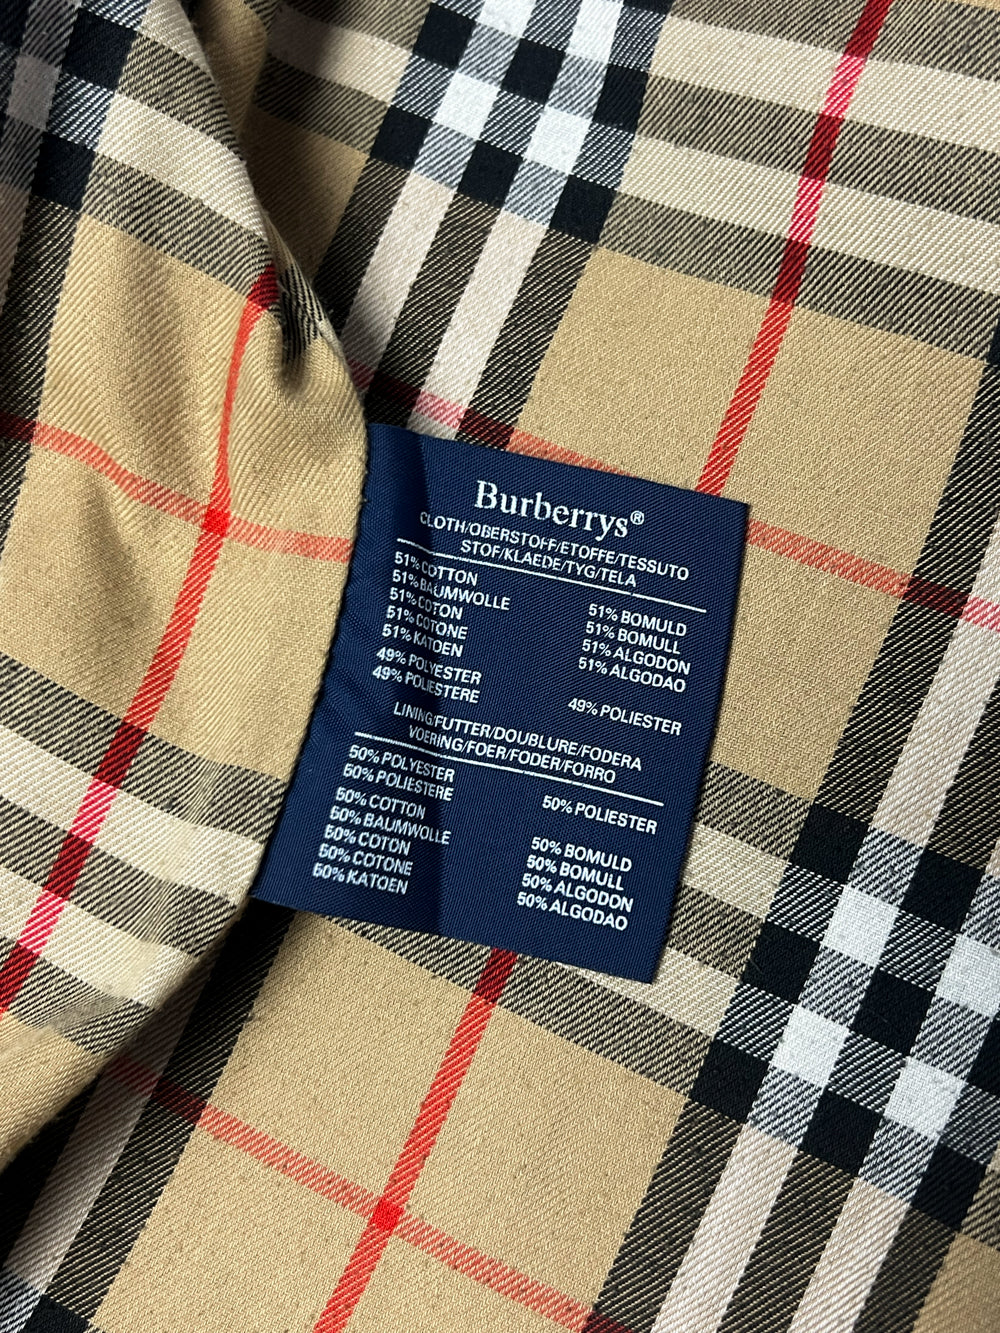 Burberrys®
CLOTH/OBERSTOFF/ETOFFE/TESSUTO
STOF/KLAEDE/TYG/TELA
51% COTTON
51% BAUMWOLLE
51% COTON
51% COTONE
51% KATOEN
49% POLYESTER
49% POLIESTERE
51% BOMULD
51% BOMULL
51% ALGODON
51% ALGODAO
49% POLIESTER
LINING/FUTTER/DOUBLURE/FODERA
VOERING/FOER/FODER/FORRO
50% POLYESTER
50% POLIESTERE
50% COTTON
50% BAUMWOLLE
50% COTON
50% COTONE
50% KATOEN
50% POLIESTER
50% BOMULD
50% BOMULL
50% ALGODON
50% ALGODAO